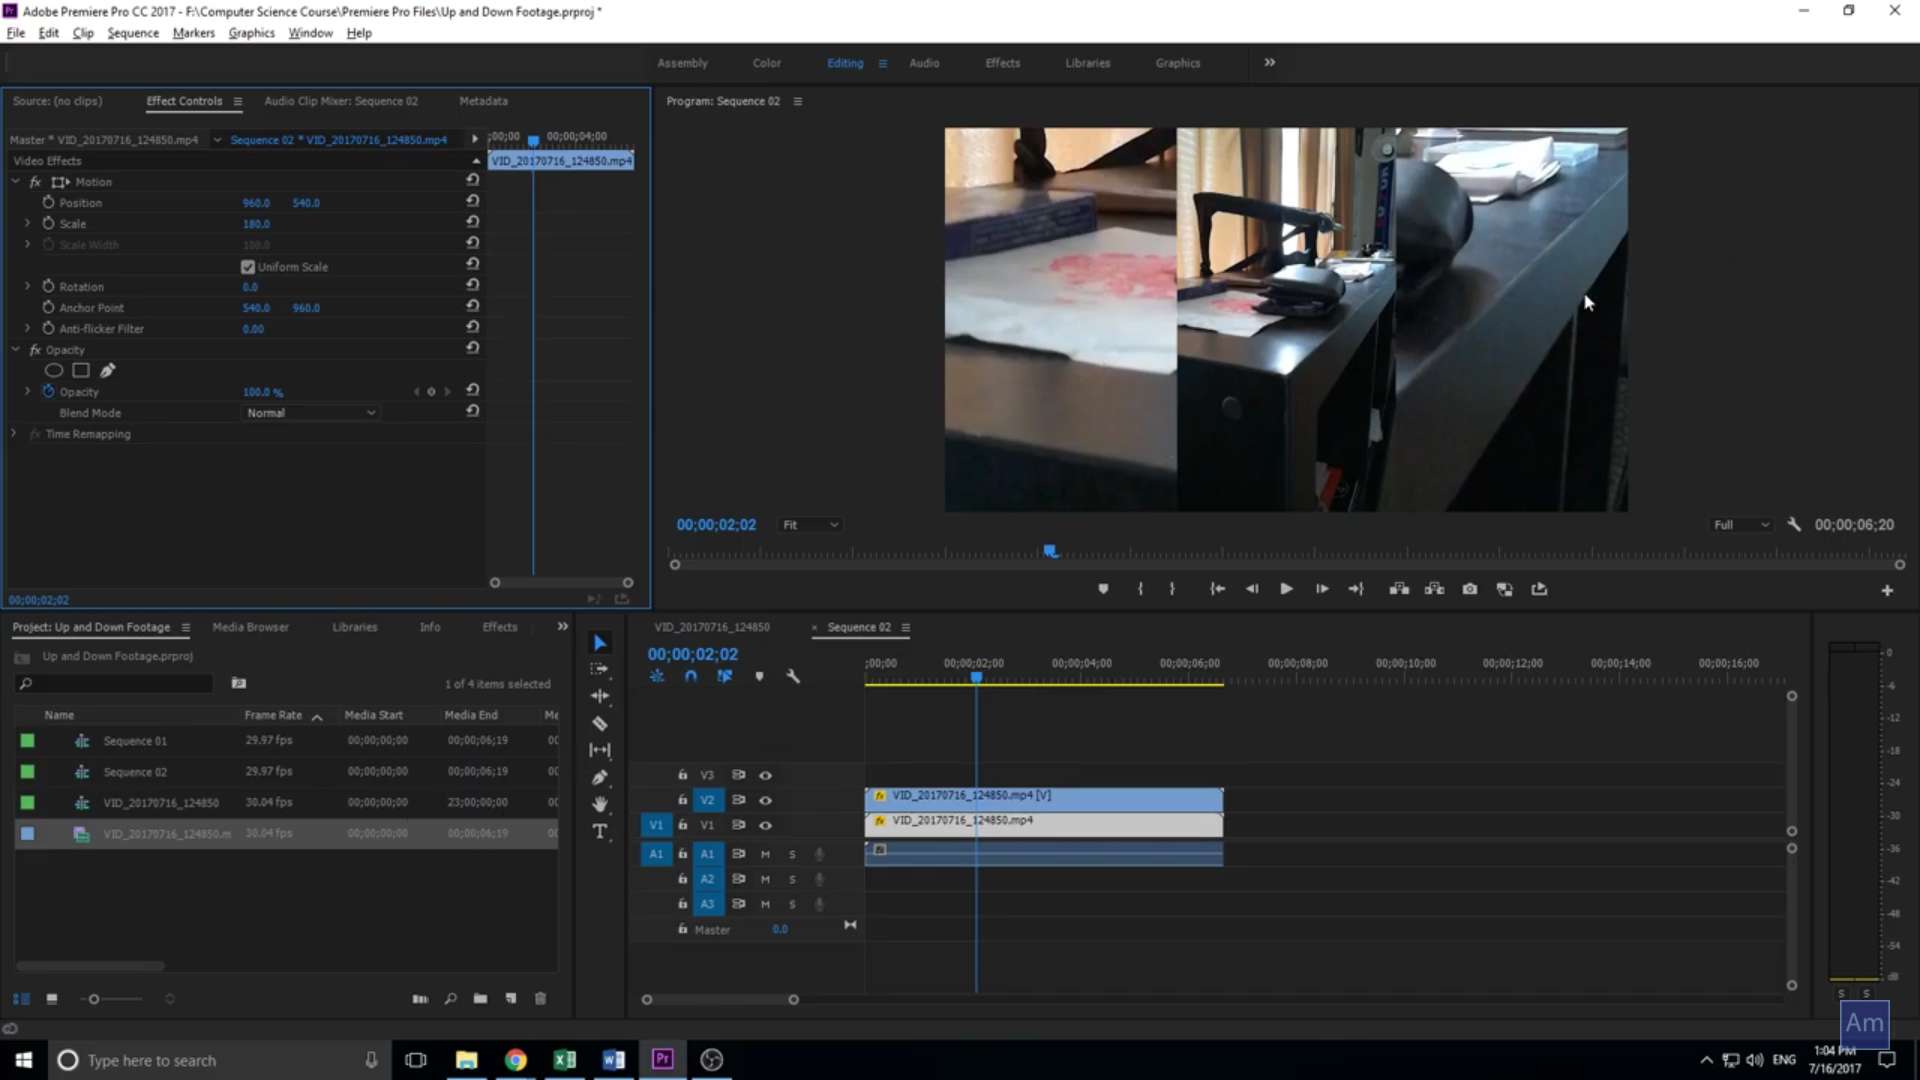 Adobe Premiere Pro CC 2017 - F:\Computer Science Course\Premiere Pro Files\Up and Down Footage.prproj *
File Edit Clip Sequence Markers Graphics Window Help
Assembly Color Editing Audio Effects Libraries Graphics
Source: (no clips) Effect Controls Audio Clip Mixer: Sequence 02 Metadata
Program: Sequence 02
Master * VID_20170716_124850.mp4 Sequence 02 * VID_20170716_124850.mp4 ;00;00 00;00;04;00
Video Effects VID_20170716_124850.mp4
fx Motion
Position 960.0 540.0
Scale 180.0
Scale Width 100.0
Uniform Scale
Rotation 0.0
Anchor Point 540.0 960.0
Anti-flicker Filter 0.00
fx Opacity
Opacity 100.0 %
Blend Mode Normal
fx Time Remapping
00;00;02;02 Fit Full 00;00;06;20
00;00;02;02
Project: Up and Down Footage Media Browser Libraries Info Effects
Up and Down Footage.prproj
1 of 4 items selected
Name Frame Rate Media Start Media End Me
Sequence 01 29.97 fps 00;00;00;00 00;00;06;19 00
Sequence 02 29.97 fps 00;00;00;00 00;00;06;19 00
VID_20170716_124850 30.04 fps 00;00;00;00 23;00;00;00 00
VID_20170716_124850.m 30.04 fps 00;00;00;00 00;00;06;19 00
VID_20170716_124850 × Sequence 02
00;00;02;02
;00;00 00;00;02;00 00;00;04;00 00;00;06;00 00;00;08;00 00;00;10;00 00;00;12;00 00;00;14;00 00;00;16;00
V3
V2 fx VID_20170716_124850.mp4 [V]
V1 V1 fx VID_20170716_124850.mp4
A1 A1 M S
A2 M S
A3 M S
Master 0.0
0
-6
-12
-18
-24
-30
-36
-42
-48
-54
dB
S S
Am
Type here to search
Pr
ENG
1:04 PM
7/16/2017